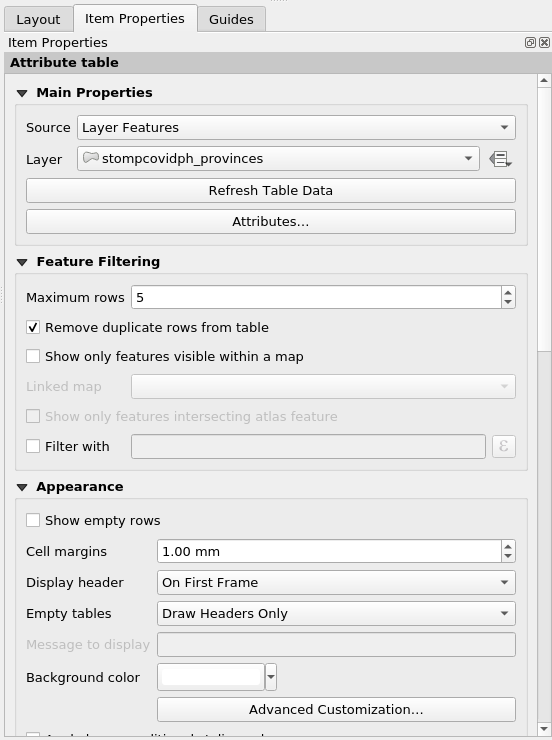 Layout Item Properties Guides
Item Properties
Attribute table
Main Properties
Source Layer Features
Layer stompcovidph_provinces
Refresh Table Data
Attributes...
Feature Filtering
Maximum rows 5
Remove duplicate rows from table
Show only features visible within a map
Linked map
Show only features intersecting atlas feature
Filter with ε
Appearance
Show empty rows
Cell margins 1.00 mm
Display header On First Frame
Empty tables Draw Headers Only
Message to display
Background color
Advanced Customization...